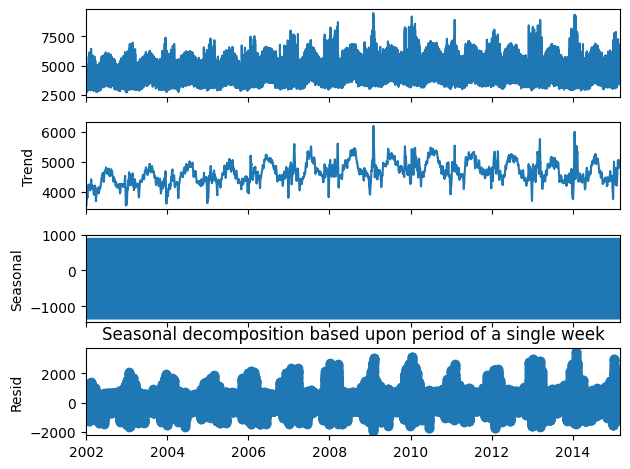 7500
5000
2500
6000
5000
4000
Trend
1000
0
−1000
Seasonal
Seasonal decomposition based upon period of a single week
2000
0
−2000
Resid
2002 2004 2006 2008 2010 2012 2014